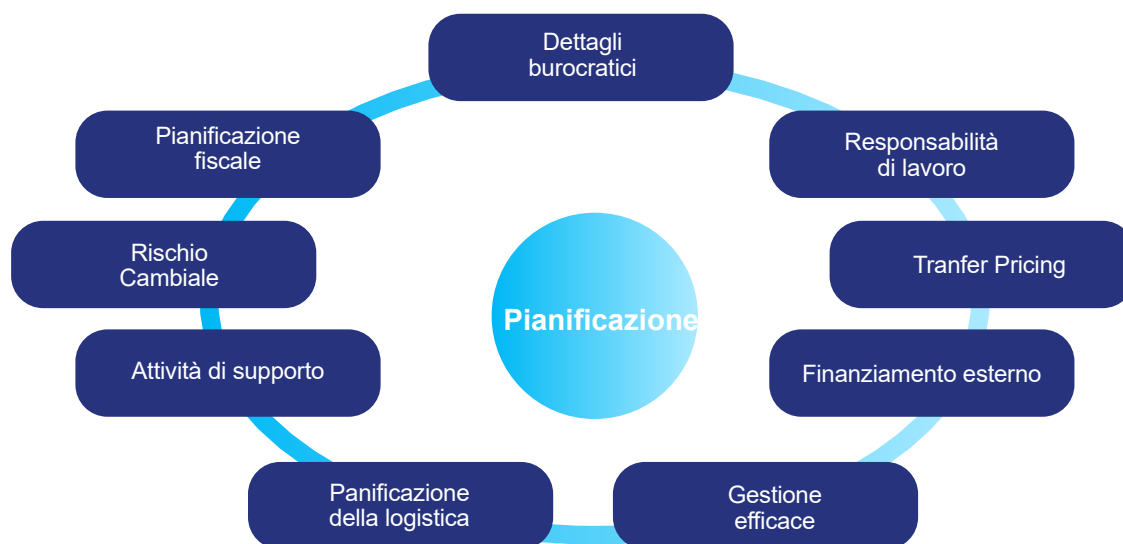 Dettagli
burocratici
Pianificazione
fiscale
Responsabilità
di lavoro
Rischio
Cambiale
Tranfer Pricing
Pianificazione
Attività di supporto
Finanziamento esterno
Panificazione
della logistica
Gestione
efficace